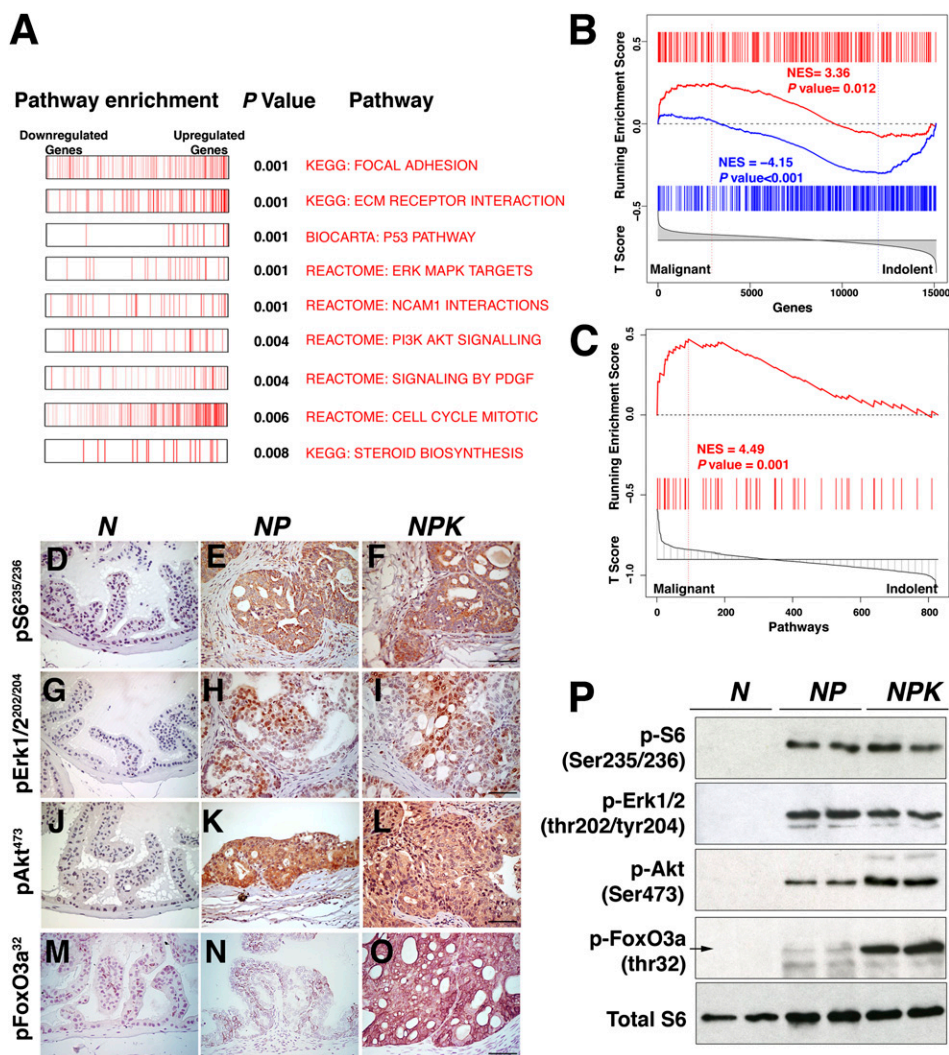 A
Pathway enrichment P Value Pathway
Downregulated Genes Upregulated Genes
0.001 KEGG: FOCAL ADHESION
0.001 KEGG: ECM RECEPTOR INTERACTION
0.001 BIOCARTA: P53 PATHWAY
0.001 REACTOME: ERK MAPK TARGETS
0.001 REACTOME: NCAM1 INTERACTIONS
0.004 REACTOME: PI3K AKT SIGNALLING
0.004 REACTOME: SIGNALING BY PDGF
0.006 REACTOME: CELL CYCLE MITOTIC
0.008 KEGG: STEROID BIOSYNTHESIS
B
Running Enrichment Score
T Score
0.5
0.0
−0.5
NES= 3.36
P value= 0.012
NES = −4.15
P value<0.001
Malignant Indolent
0 5000 10000 15000
Genes
C
Running Enrichment Score
T Score
0.5
0.0
−0.5
−1.0
NES = 4.49
P value = 0.001
Malignant Indolent
0 200 400 600 800
Pathways
N NP NPK
pS6235/236
D E F
pErk1/2202/204
G H I
pAkt473
J K L
pFoxO3a32
M N O
P
N NP NPK
p-S6
(Ser235/236)
p-Erk1/2
(thr202/tyr204)
p-Akt
(Ser473)
p-FoxO3a
(thr32)
Total S6